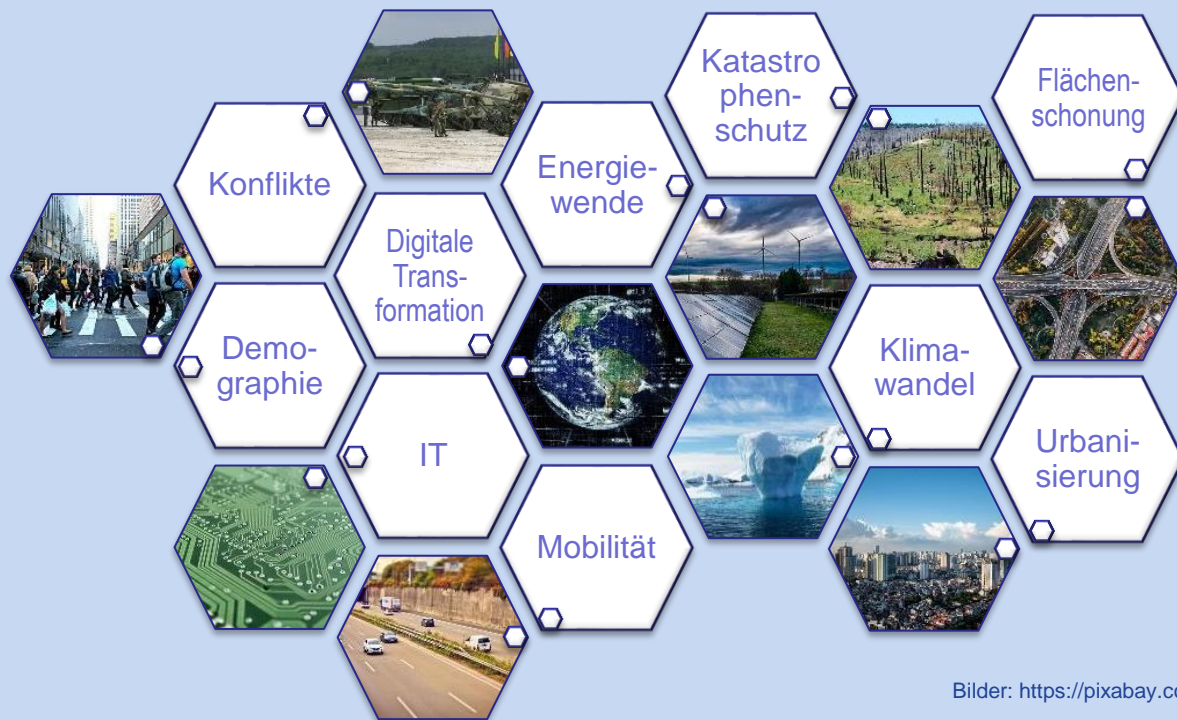 Konflikte
Demo-
graphie
Digitale
Trans-
formation
IT
Energie-
wende
Mobilität
Katastro
phen-
schutz
Klima-
wandel
Flächen-
schonung
Urbani-
sierung
Bilder: https://pixabay.co